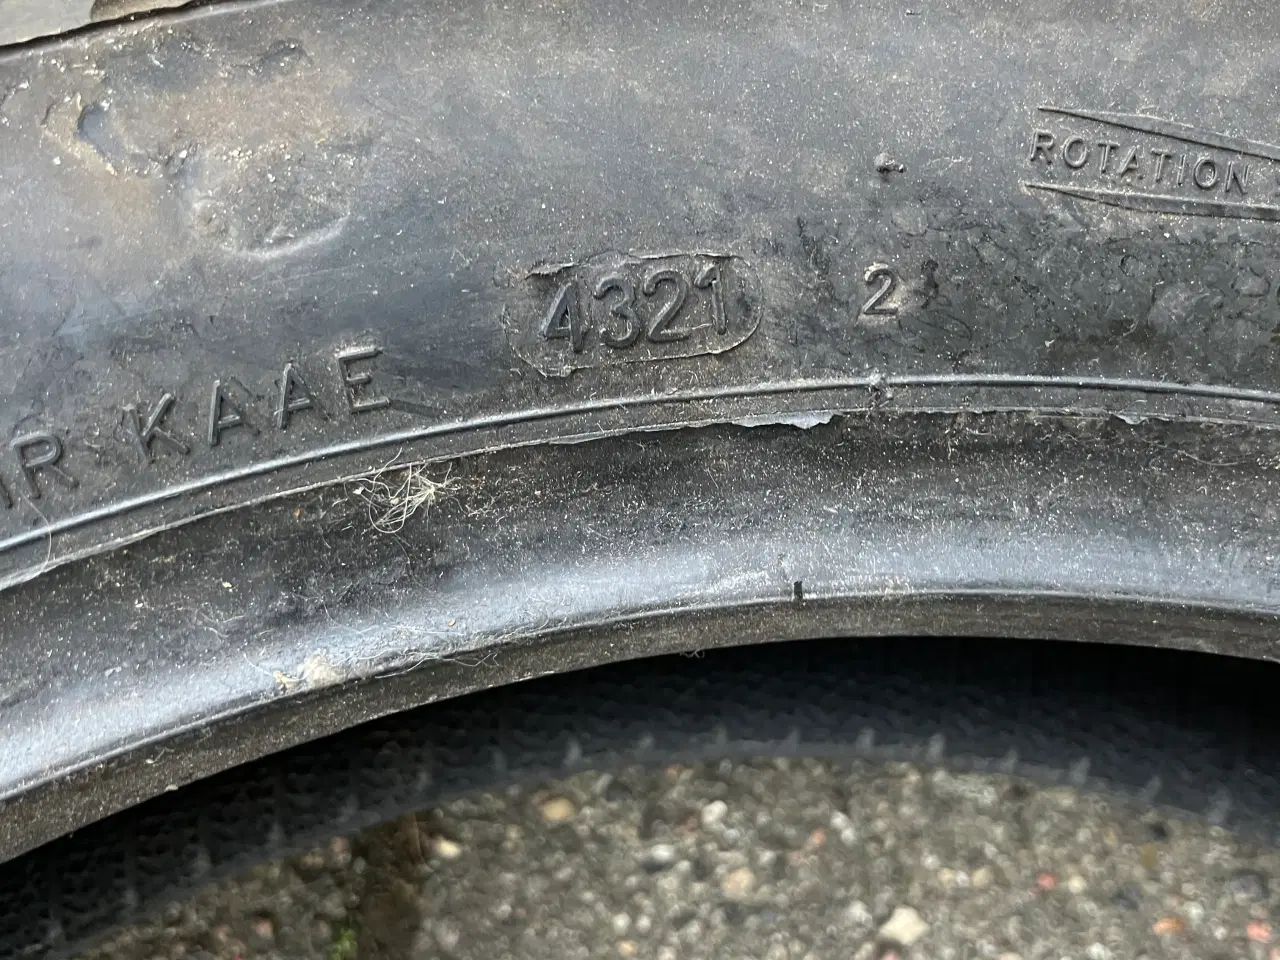 ROTATION
4321 2
R KAAE